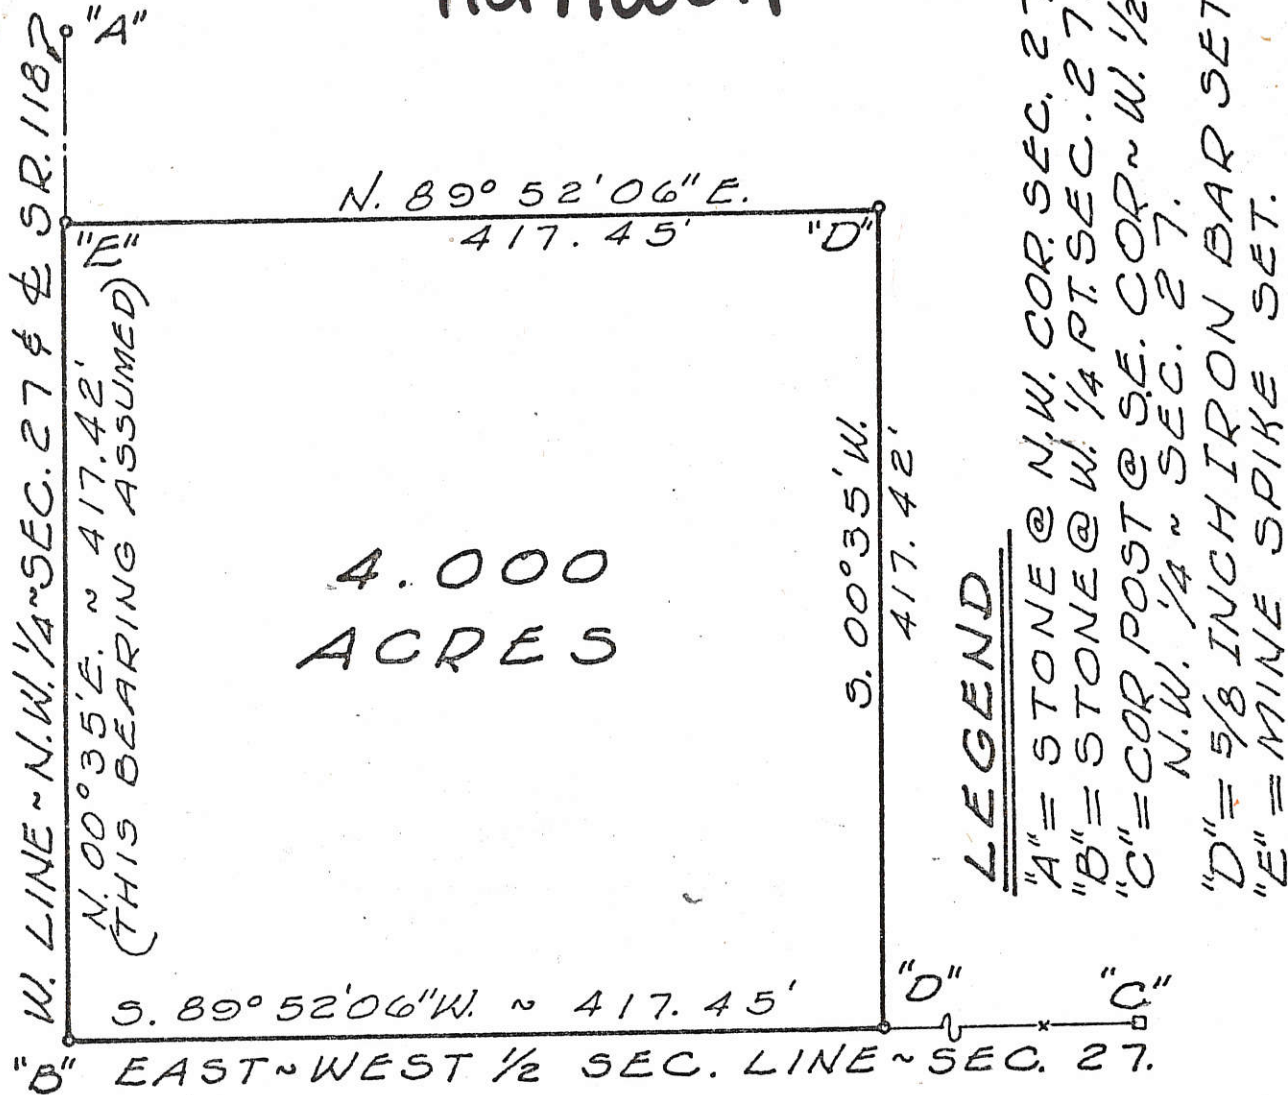 "A"
W. LINE ~ N.W. 1/4 ~ SEC. 27 & ℄ SR. 118
N. 89° 52' 06" E.
417.45'
"E"
"D"
N. 00° 35' E. ~ 417.42'
(THIS BEARING ASSUMED)
4.000
ACRES
S. 00° 35' W.
417.42'
S. 89° 52' 06" W. ~ 417.45'
"D"
"C"
"B"
EAST ~ WEST 1/2 SEC. LINE ~ SEC. 27.
LEGEND
"A" = STONE @ N.W. COR. SEC. 27
"B" = STONE @ W. 1/4 PT. SEC. 27
"C" = COR POST @ S.E. COR ~ W. 1/2
N.W. 1/4 ~ SEC. 27.
"D" = 5/8 INCH IRON BAR SET
"E" = MINE SPIKE SET.